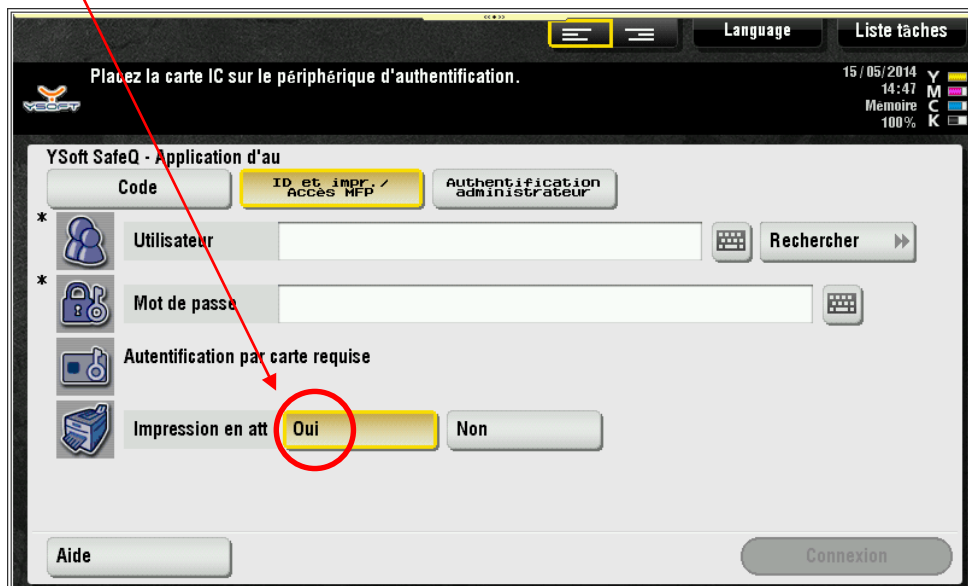 Language
Liste tâches
YSOFT
Placez la carte IC sur le périphérique d'authentification.
15/05/2014
14:47
Mémoire
100%
Y
M
C
K
YSoft SafeQ - Application d'au
Code
ID et impr./
Accès MFP
Authentification
administrateur
* Utilisateur
Rechercher
* Mot de passe
Autentification par carte requise
Impression en att
Oui
Non
Aide
Connexion